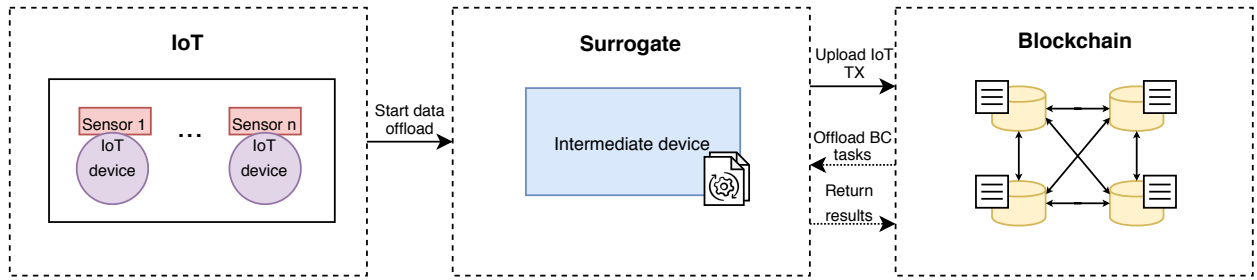 IoT
Sensor 1
IoT
device
...
Sensor n
IoT
device
Start data
offload
Surrogate
Intermediate device
Upload IoT
TX
Offload BC
tasks
Return
results
Blockchain